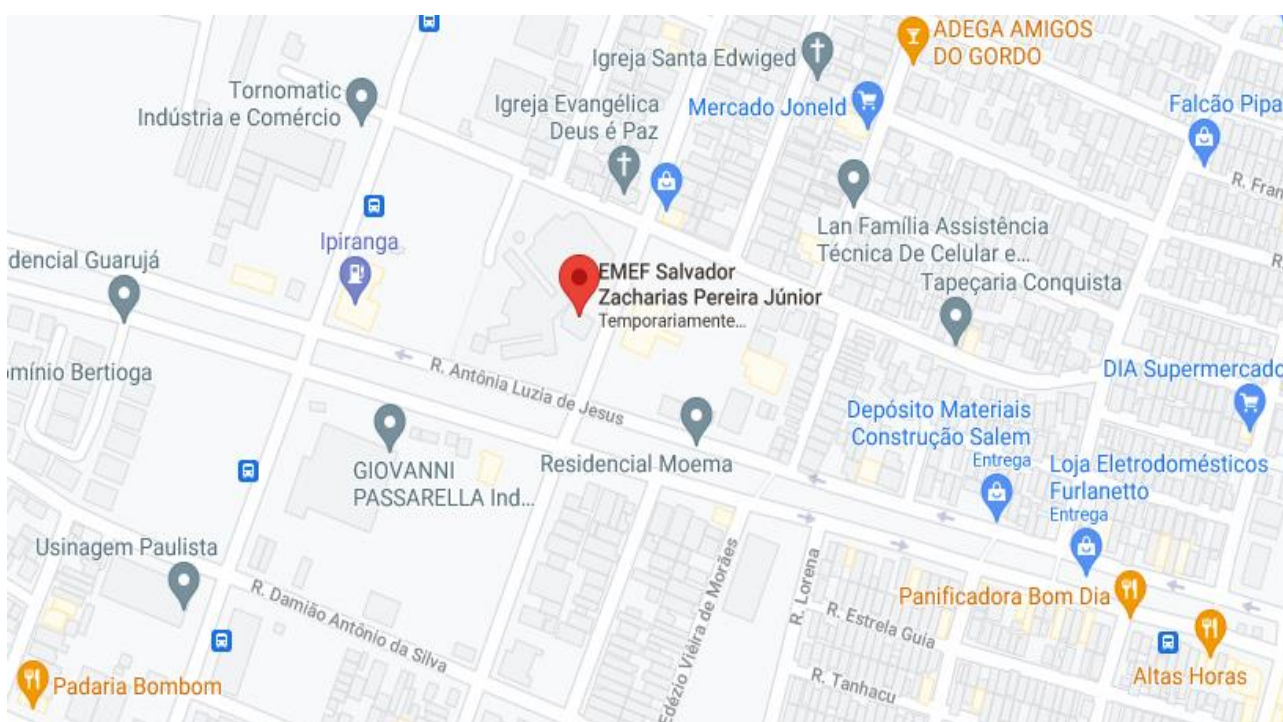 ADEGA AMIGOS
DO GORDO
Igreja Santa Edwiged
Tornomatic
Indústria e Comércio
Igreja Evangélica
Deus é Paz
Mercado Joneld
Falcão Pipa
R. Fran
Lan Família Assistência
Técnica De Celular e...
Ipiranga
dencial Guarujá
EMEF Salvador
Zacharias Pereira Júnior
Temporariamente...
Tapeçaria Conquista
omínio Bertioga
R. Antônia Luzia de Jesus
DIA Supermercado
Depósito Materiais
Construção Salem
Entrega
GIOVANNI
PASSARELLA Ind...
Residencial Moema
Loja Eletrodomésticos
Furlanetto
Entrega
Usinagem Paulista
R. Damião Antônio da Silva
Edézio Vieira de Morães
R. Lorena
Panificadora Bom Dia
R. Estrela Guia
R. Tanhacu
Altas Horas
Padaria Bombom